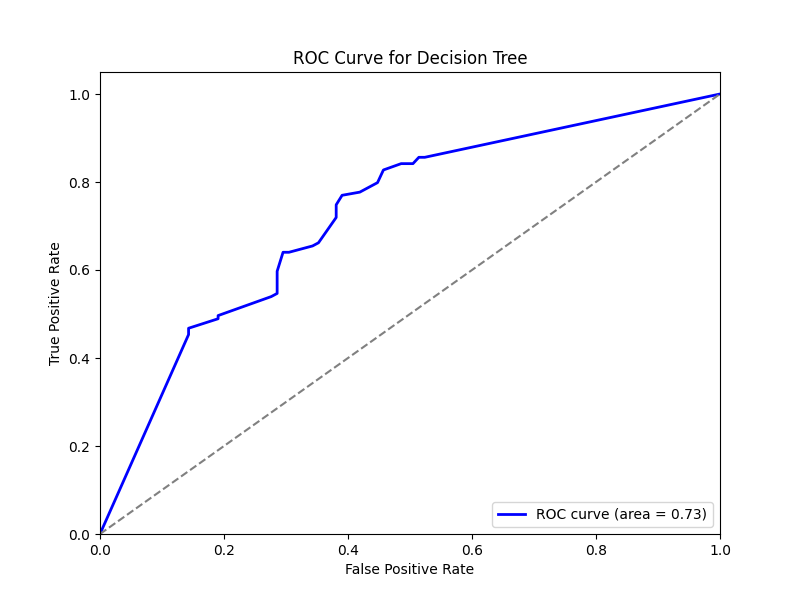 ROC Curve for Decision Tree
True Positive Rate
1.0
0.8
0.6
0.4
0.2
0.0
ROC curve (area = 0.73)
0.0 0.2 0.4 0.6 0.8 1.0
False Positive Rate